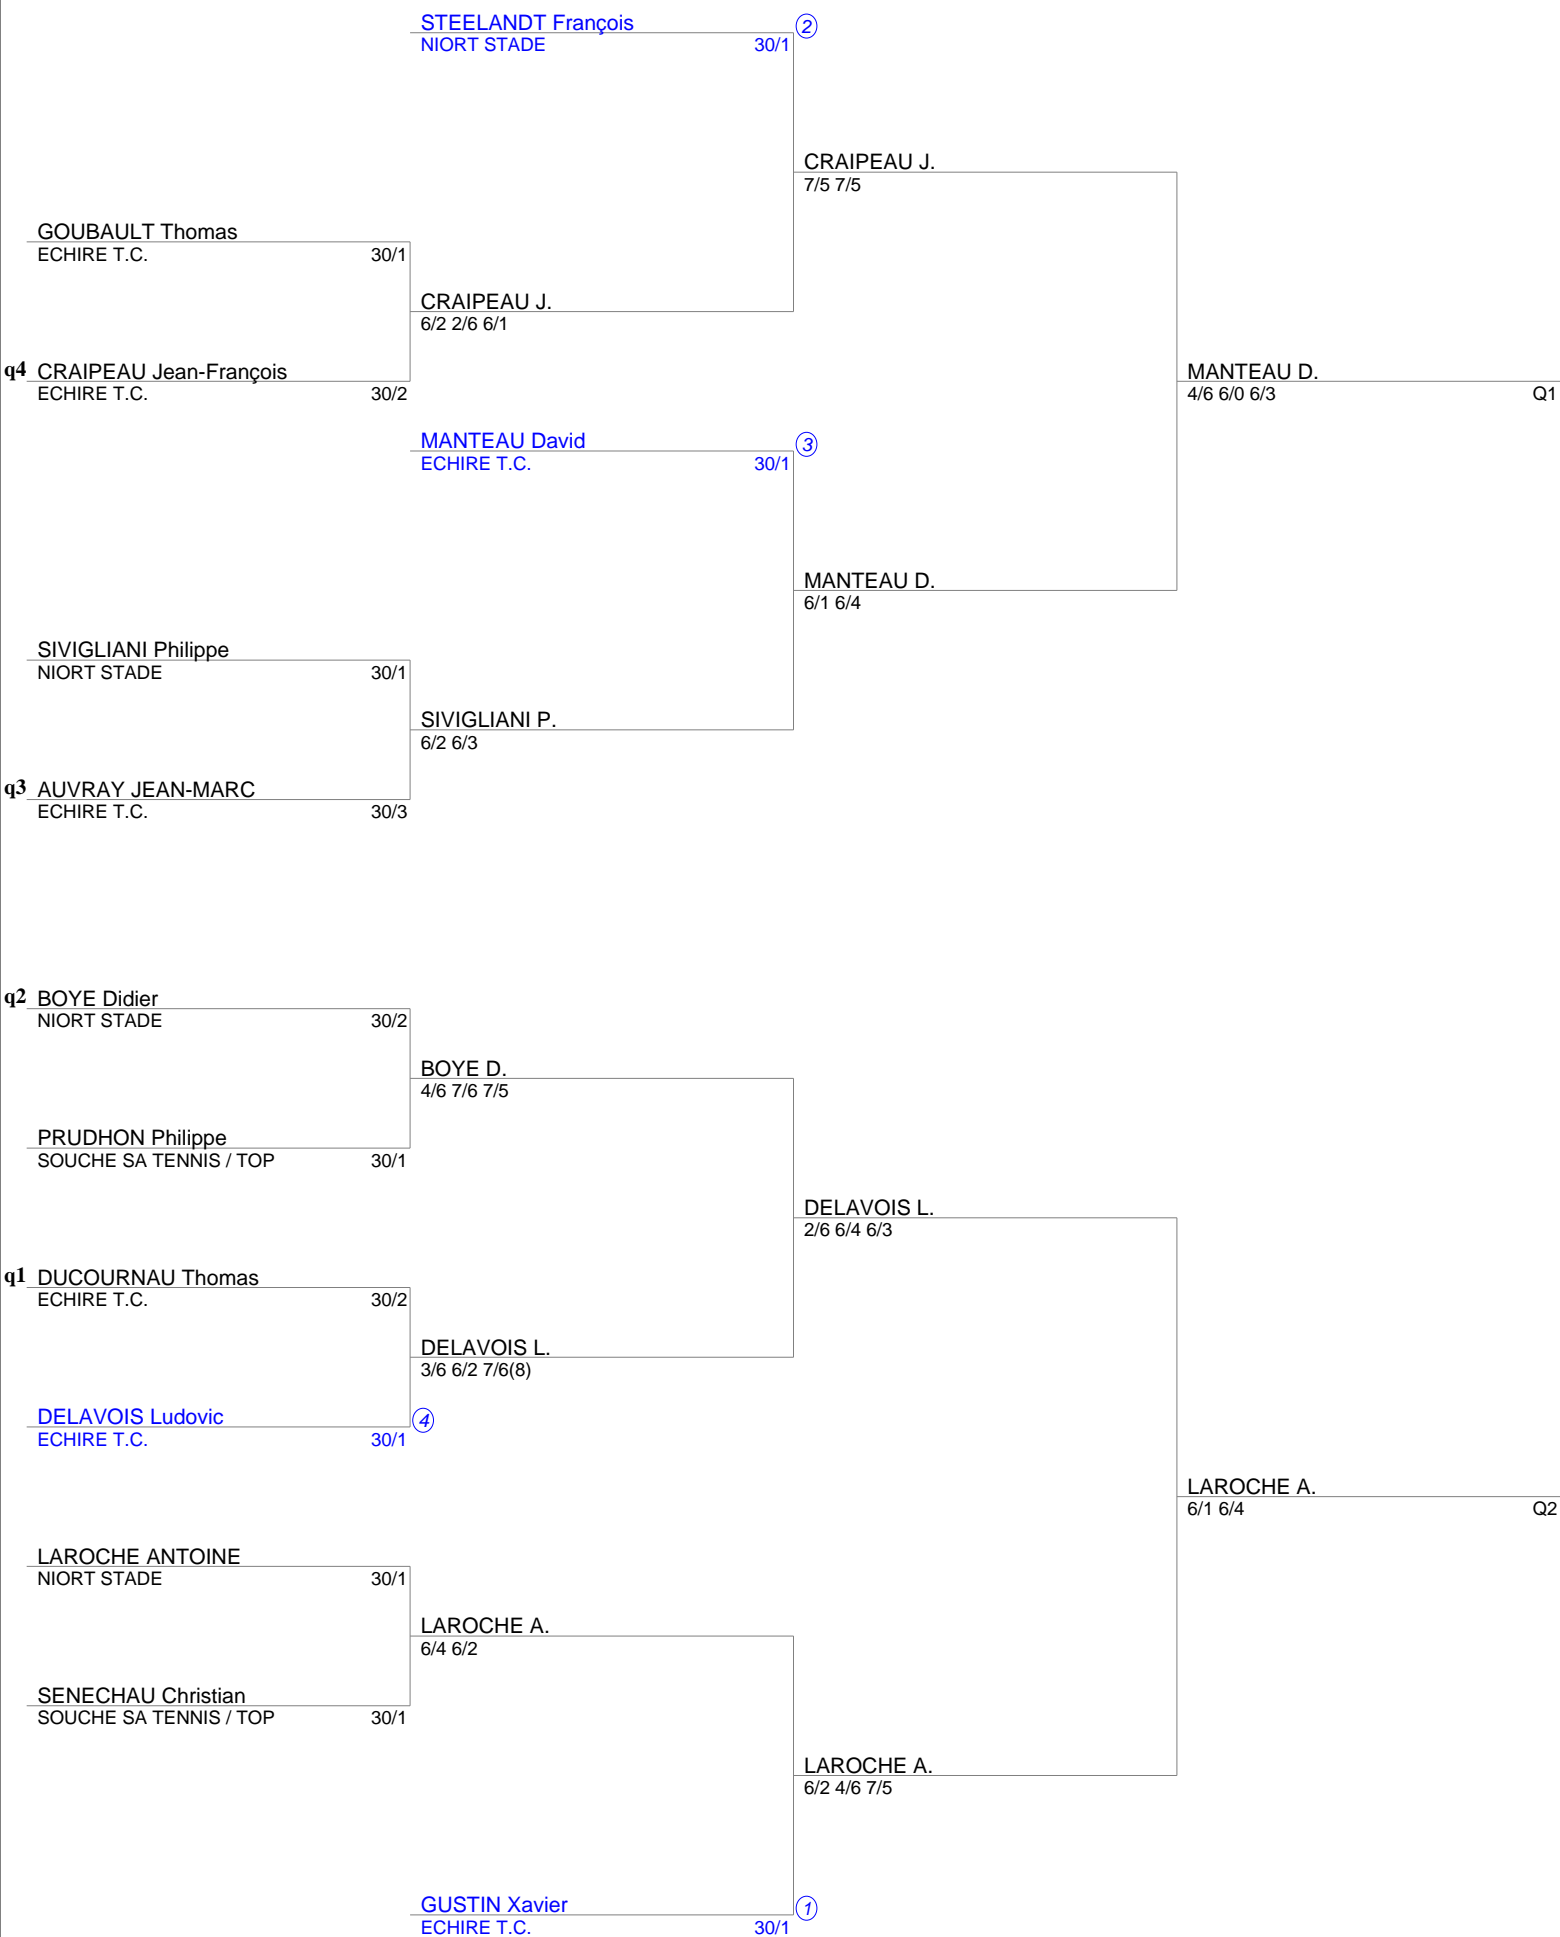 STEELANDT François 2
NIORT STADE 30/1
CRAIPEAU J.
7/5 7/5
GOUBAULT Thomas
ECHIRE T.C. 30/1
CRAIPEAU J.
6/2 2/6 6/1
q4 CRAIPEAU Jean-François
ECHIRE T.C. 30/2
MANTEAU D.
4/6 6/0 6/3 Q1
MANTEAU David 3
ECHIRE T.C. 30/1
MANTEAU D.
6/1 6/4
SIVIGLIANI Philippe
NIORT STADE 30/1
SIVIGLIANI P.
6/2 6/3
q3 AUVRAY JEAN-MARC
ECHIRE T.C. 30/3
q2 BOYE Didier
NIORT STADE 30/2
BOYE D.
4/6 7/6 7/5
PRUDHON Philippe
SOUCHE SA TENNIS / TOP 30/1
DELAVOIS L.
2/6 6/4 6/3
q1 DUCOURNAU Thomas
ECHIRE T.C. 30/2
DELAVOIS L.
3/6 6/2 7/6(8)
DELAVOIS Ludovic 4
ECHIRE T.C. 30/1
LAROCHE A.
6/1 6/4 Q2
LAROCHE ANTOINE
NIORT STADE 30/1
LAROCHE A.
6/4 6/2
SENECHAU Christian
SOUCHE SA TENNIS / TOP 30/1
LAROCHE A.
6/2 4/6 7/5
GUSTIN Xavier 1
ECHIRE T.C. 30/1